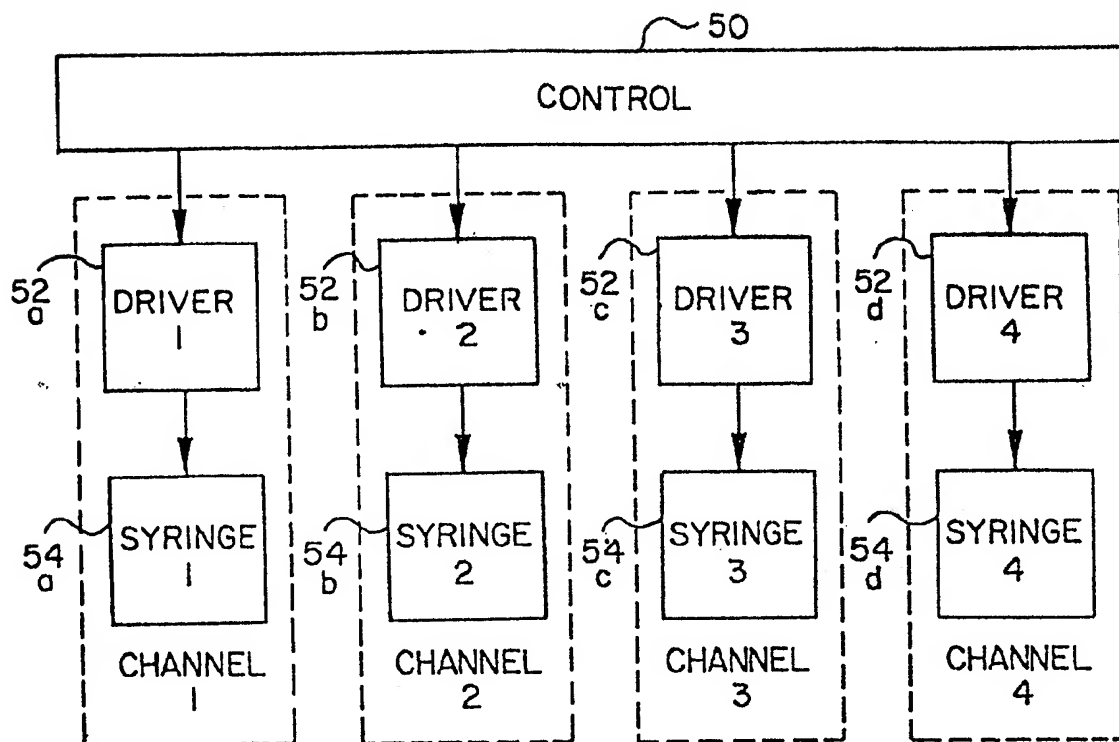 50
CONTROL
52
a
DRIVER
1
52
b
DRIVER
2
52
c
DRIVER
3
52
d
DRIVER
4
54
a
SYRINGE
1
54
b
SYRINGE
2
54
c
SYRINGE
3
54
d
SYRINGE
4
CHANNEL
1
CHANNEL
2
CHANNEL
3
CHANNEL
4